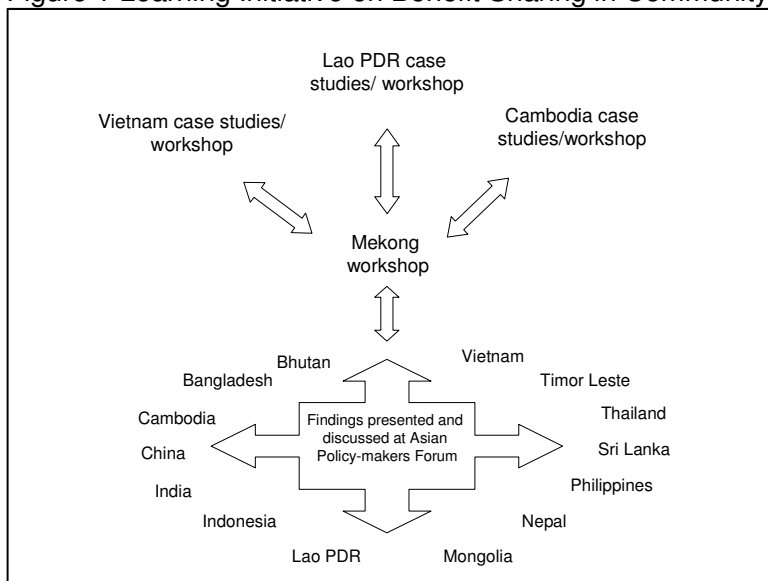 Figure 1 Learning Initiative on Benefit Sharing in Community
Lao PDR case
studies/ workshop
Vietnam case studies/
workshop
Cambodia case
studies/workshop
Mekong
workshop
Bhutan
Vietnam
Bangladesh
Timor Leste
Cambodia
Thailand
Findings presented and
discussed at Asian
Policy-makers Forum
China
Sri Lanka
India
Philippines
Indonesia
Nepal
Lao PDR
Mongolia